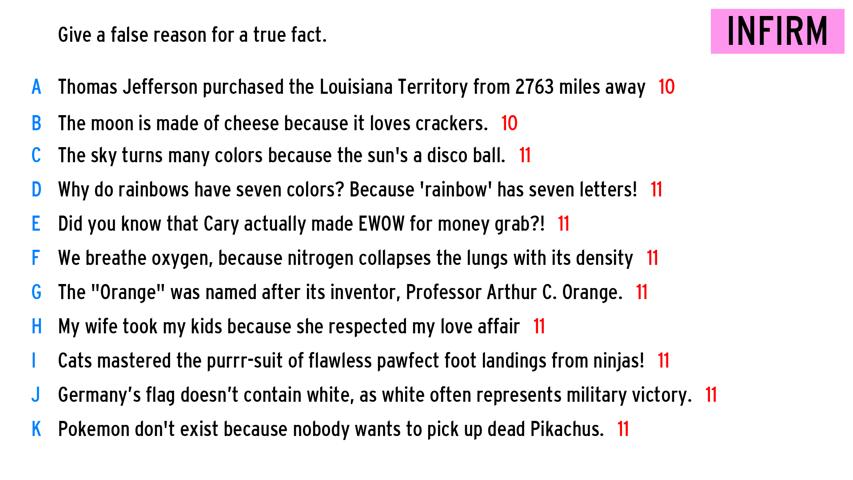 Give a false reason for a true fact.
INFIRM
A Thomas Jefferson purchased the Louisiana Territory from 2763 miles away 10
B The moon is made of cheese because it loves crackers. 10
C The sky turns many colors because the sun's a disco ball. 11
D Why do rainbows have seven colors? Because 'rainbow' has seven letters! 11
E Did you know that Cary actually made EWOW for money grab?! 11
F We breathe oxygen, because nitrogen collapses the lungs with its density 11
G The "Orange" was named after its inventor, Professor Arthur C. Orange. 11
H My wife took my kids because she respected my love affair 11
I Cats mastered the purrr-suit of flawless pawfect foot landings from ninjas! 11
J Germany’s flag doesn’t contain white, as white often represents military victory. 11
K Pokemon don't exist because nobody wants to pick up dead Pikachus. 11